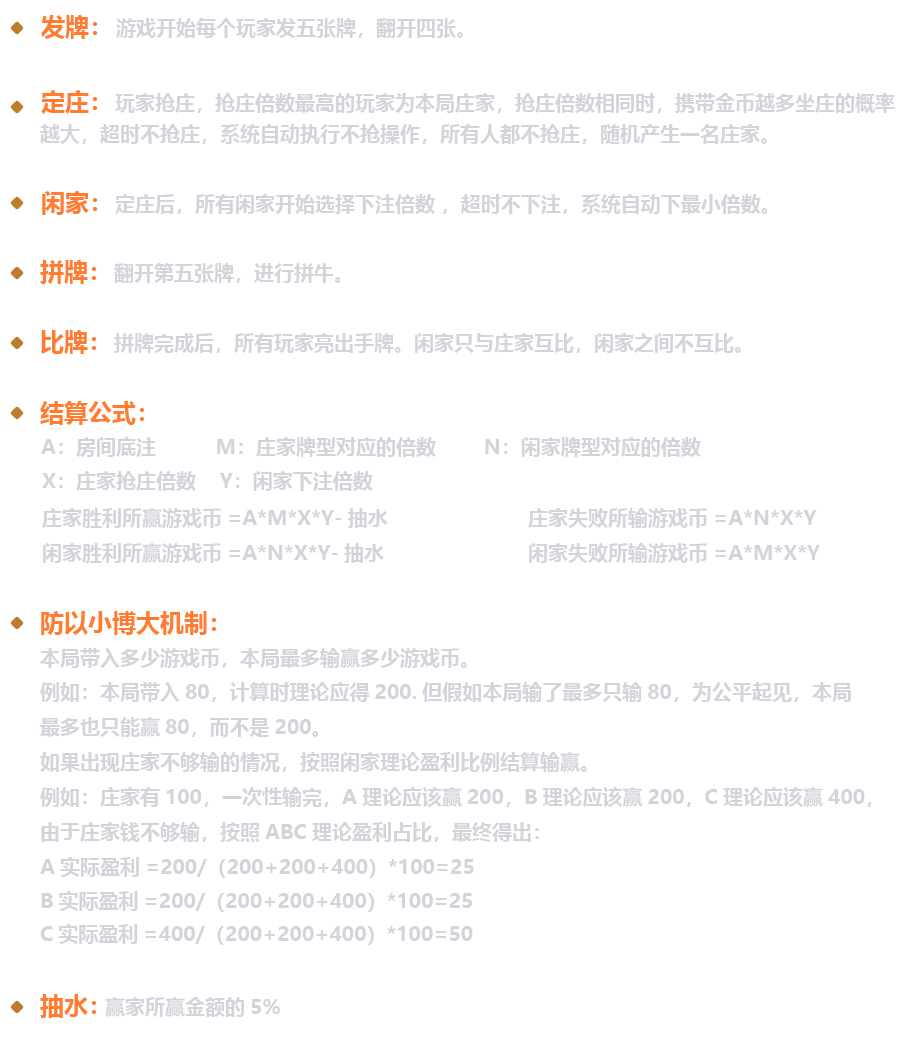 发牌：游戏开始每个玩家发五张牌，翻开四张。
定庄：玩家抢庄，抢庄倍数最高的玩家为本局庄家，抢庄倍数相同时，携带金币越多坐庄的概率
越大，超时不抢庄，系统自动执行不抢操作，所有人都不抢庄，随机产生一名庄家。
闲家：定庄后，所有闲家开始选择下注倍数 ，超时不下注，系统自动下最小倍数。
拼牌：翻开第五张牌，进行拼牛。
比牌：拼牌完成后，所有玩家亮出手牌。闲家只与庄家互比，闲家之间不互比。
结算公式：
A：房间底注 M：庄家牌型对应的倍数 N：闲家牌型对应的倍数
X：庄家抢庄倍数 Y：闲家下注倍数
庄家胜利所赢游戏币 =A*M*X*Y- 抽水 庄家失败所输游戏币 =A*N*X*Y
闲家胜利所赢游戏币 =A*N*X*Y- 抽水 闲家失败所输游戏币 =A*M*X*Y
防以小博大机制：
本局带入多少游戏币，本局最多输赢多少游戏币。
例如：本局带入 80，计算时理论应得 200. 但假如本局输了最多只输 80，为公平起见，本局
最多也只能赢 80，而不是 200。
如果出现庄家不够输的情况，按照闲家理论盈利比例结算输赢。
例如：庄家有 100，一次性输完，A 理论应该赢 200，B 理论应该赢 200，C 理论应该赢 400，
由于庄家钱不够输，按照 ABC 理论盈利占比，最终得出：
A 实际盈利 =200/（200+200+400）*100=25
B 实际盈利 =200/（200+200+400）*100=25
C 实际盈利 =400/（200+200+400）*100=50
抽水：赢家所赢金额的 5%